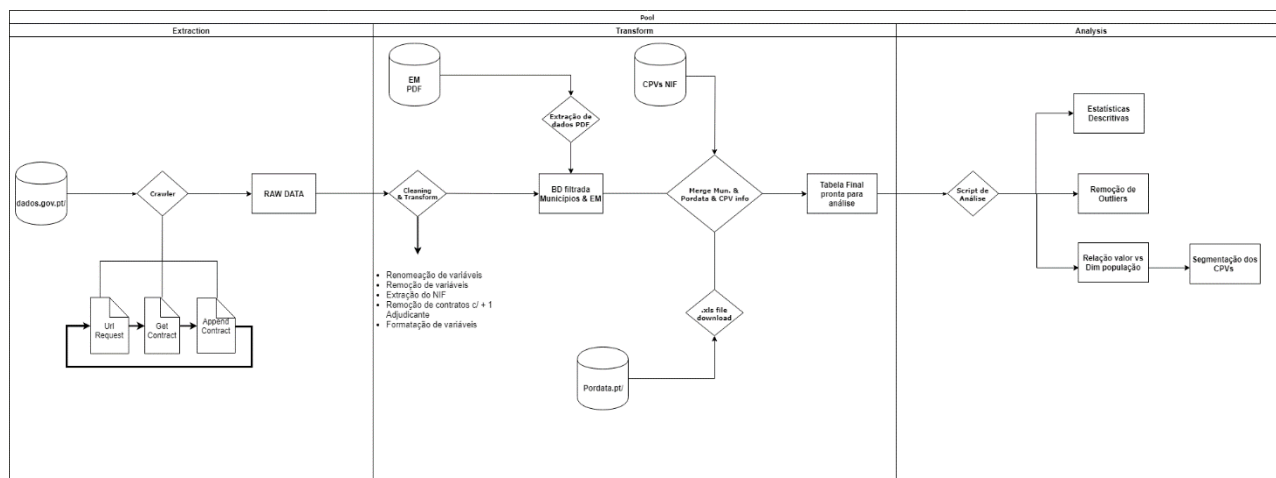 Pool
Extraction
Transform
Analysis
EM
PDF
CPVs NIF
Extração de
dados PDF
Estatísticas
Descritivas
dados.gov.pt/
Crawler
RAW DATA
Cleaning
& Transform
BD filtrada
Municípios & EM
Merge Mun. &
Pordata & CPV info
Tabela Final
pronta para
análise
Script de
Análise
Remoção de
Outliers
Relação valor vs
Dim população
Segmentação dos
CPVs
Url
Request
Get
Contract
Append
Contract
• Renomeação de variáveis
• Remoção de variáveis
• Extração do NIF
• Remoção de contratos c/ + 1
Adjudicante
• Formatação de variáveis
.xls file
download
Pordata.pt/